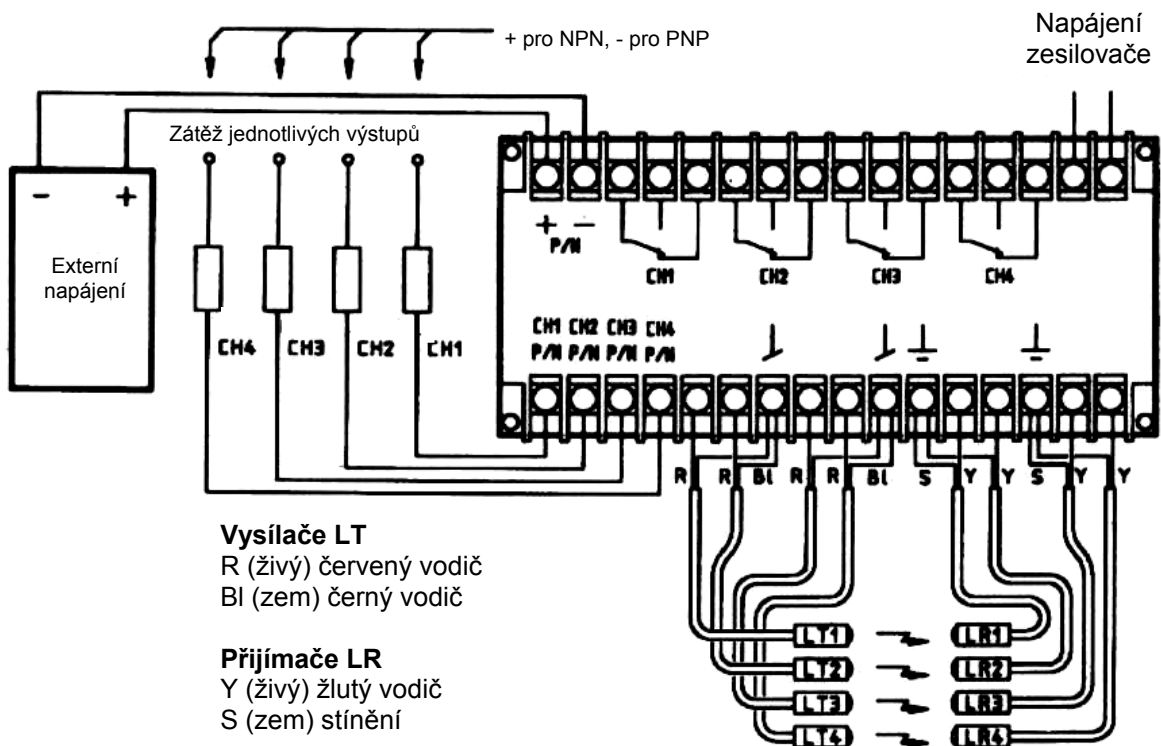 + pro NPN, - pro PNP
Napájení
zesilovače
Zátěž jednotlivých výstupů
- +
Externí
napájení
+ -
P/N
CH1 CH2 CH3 CH4
CH4 CH3 CH2 CH1
CH1 CH2 CH3 CH4
P/N P/N P/N P/N
R R Bl R R Bl S Y Y S Y Y
Vysílače LT
R (živý) červený vodič
Bl (zem) černý vodič
Přijímače LR
Y (živý) žlutý vodič
S (zem) stínění
LT1 LR1
LT2 LR2
LT3 LR3
LT4 LR4